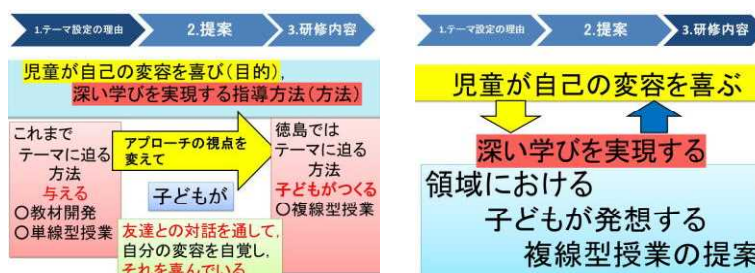 1.テーマ設定の理由
2.提案
3.研修内容
児童が自己の変容を喜び(目的),
深い学びを実現する指導方法(方法)
これまで
テーマに迫る
方法
与える
○教材開発
○単線型授業
アプローチの視点を
変えて
子どもが
友達との対話を通して,
自分の変容を自覚し,
それを喜んでいる
徳島では
テーマに迫る
方法
子どもがつくる
○複線型授業
1.テーマ設定の理由
2.提案
3.研修内容
児童が自己の変容を喜ぶ
深い学びを実現する
領域における
子どもが発想する
複線型授業の提案